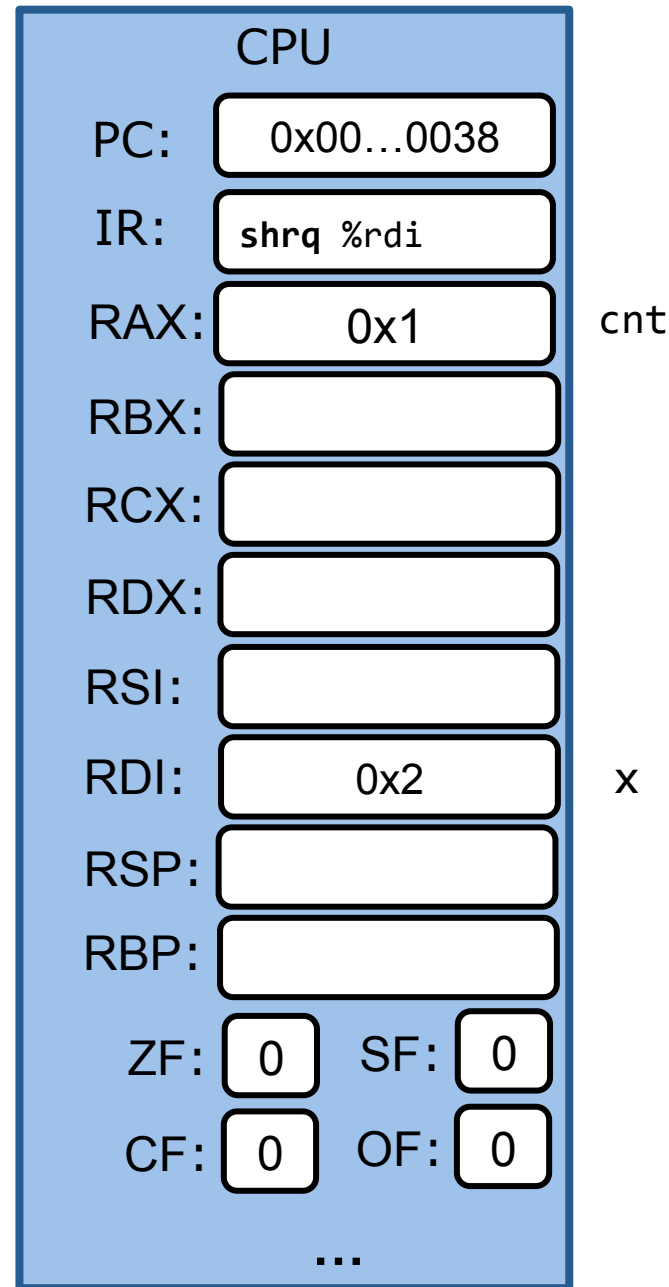 CPU
PC: 0x00...0038
IR: shrq %rdi
RAX: 0x1 cnt
RBX:
RCX:
RDX:
RSI:
RDI: 0x2 x
RSP:
RBP:
ZF: 0 SF: 0
CF: 0 OF: 0
...